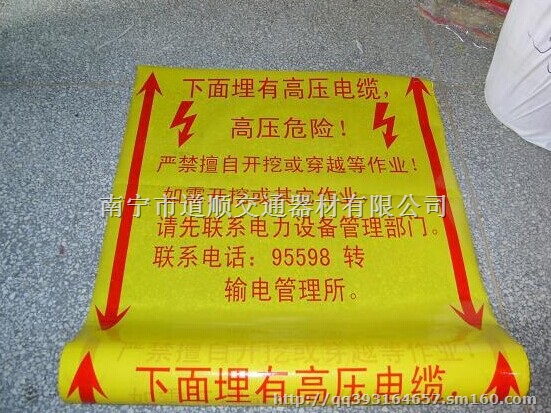 下面埋有高压电缆，
高压危险！
严禁擅自开挖或穿越等作业！
如需开挖或其它作业
南宁市道顺交通器材有限公司
请先联系电力设备管理部门。
联系电话：95598 转
输电管理所。
严禁擅自开挖或穿越等作业！
下面埋有高压电缆，
http://qq393164657.sm160.com/